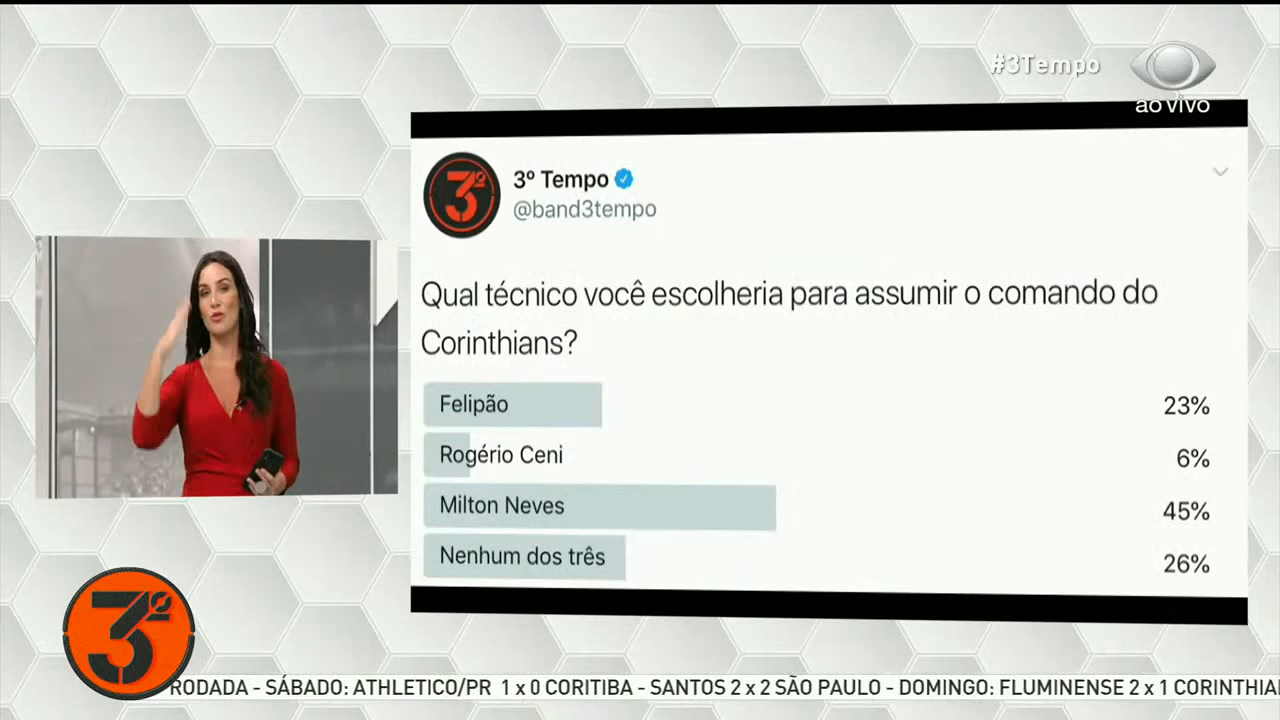 #3Tempo
ao vivo
3º
3º Tempo
@band3tempo
Qual técnico você escolheria para assumir o comando do
Corinthians?
Felipão 23%
Rogério Ceni 6%
Milton Neves 45%
Nenhum dos três 26%
3º
RODADA - SÁBADO: ATHLETICO/PR 1 x 0 CORITIBA - SANTOS 2 x 2 SÃO PAULO - DOMINGO: FLUMINENSE 2 x 1 CORINTHIA